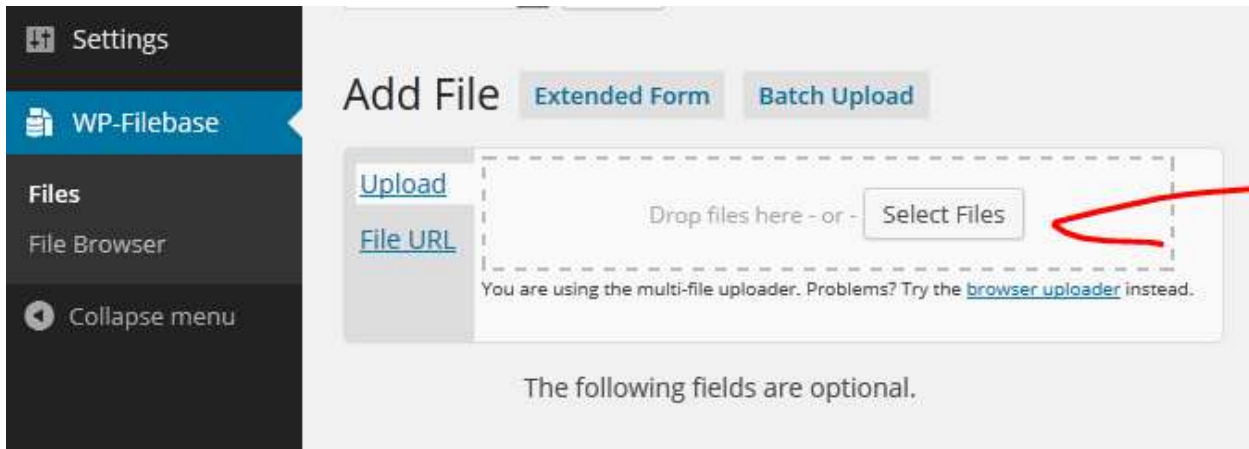 Settings
WP-Filebase
Files
File Browser
Collapse menu
Add File Extended Form Batch Upload
Upload
File URL
Drop files here - or - Select Files
You are using the multi-file uploader. Problems? Try the browser uploader instead.
The following fields are optional.